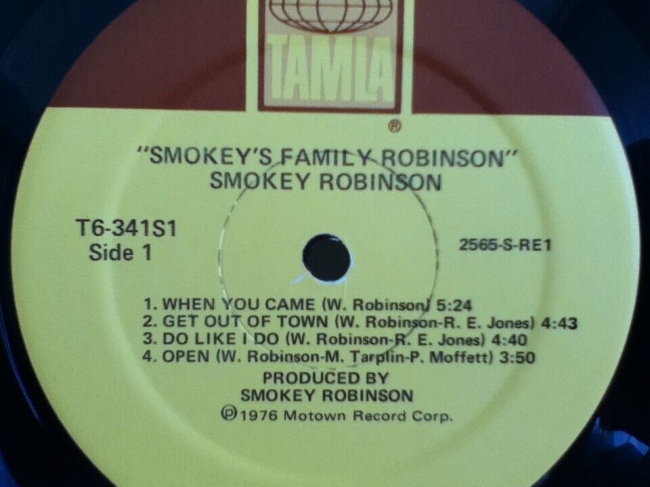 TAMLA
®
"SMOKEY'S FAMILY ROBINSON"
SMOKEY ROBINSON
T6-341S1
Side 1
2565-S-RE1
1. WHEN YOU CAME (W. Robinson) 5:24
2. GET OUT OF TOWN (W. Robinson-R. E. Jones) 4:43
3. DO LIKE I DO (W. Robinson-R. E. Jones) 4:40
4. OPEN (W. Robinson-M. Tarplin-P. Moffett) 3:50
PRODUCED BY
SMOKEY ROBINSON
℗1976 Motown Record Corp.